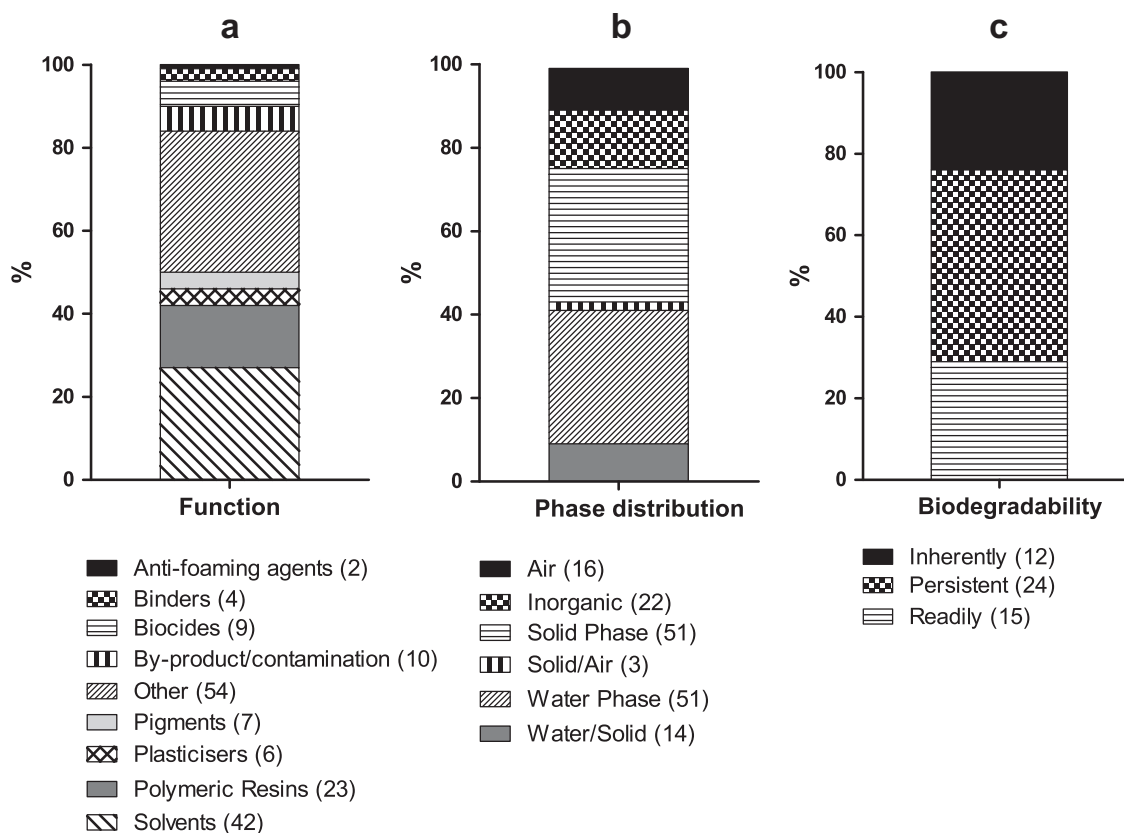 a
100
80
60
40
20
0
%
Function
Anti-foaming agents (2)
Binders (4)
Biocides (9)
By-product/contamination (10)
Other (54)
Pigments (7)
Plasticisers (6)
Polymeric Resins (23)
Solvents (42)
b
100
80
60
40
20
0
%
Phase distribution
Air (16)
Inorganic (22)
Solid Phase (51)
Solid/Air (3)
Water Phase (51)
Water/Solid (14)
c
100
80
60
40
20
0
%
Biodegradability
Inherently (12)
Persistent (24)
Readily (15)